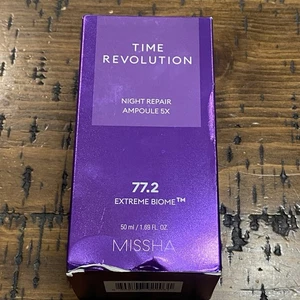 TIME
REVOLUTION
NIGHT REPAIR
AMPOULE 5X
77.2
EXTREME BIOME™
50 ml / 1.69 FL. OZ.
MISSHA